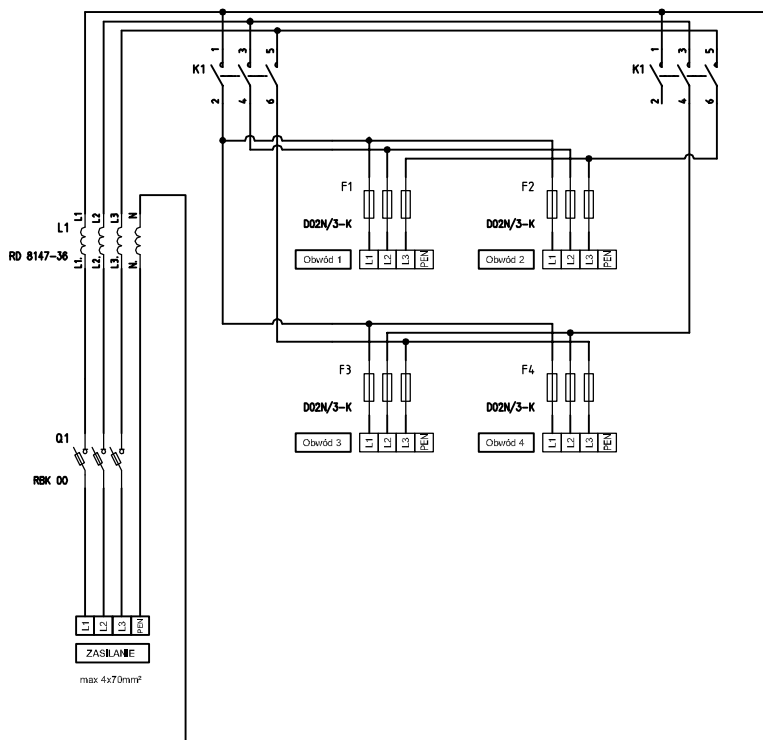 1
3
5
K1
2
4
6
1
3
5
K1
2
4
6
L1
L2
L3
N
L1
RD 8147-36
L1.
L2.
L3.
N.
F1
D02N/3-K
Obwód 1
L1
L2
L3
PEN
F2
D02N/3-K
Obwód 2
L1
L2
L3
PEN
F3
D02N/3-K
Obwód 3
L1
L2
L3
PEN
F4
D02N/3-K
Obwód 4
L1
L2
L3
PEN
Q1
RBK 00
L1
L2
L3
PEN
ZASILANIE
max 4x70mm²